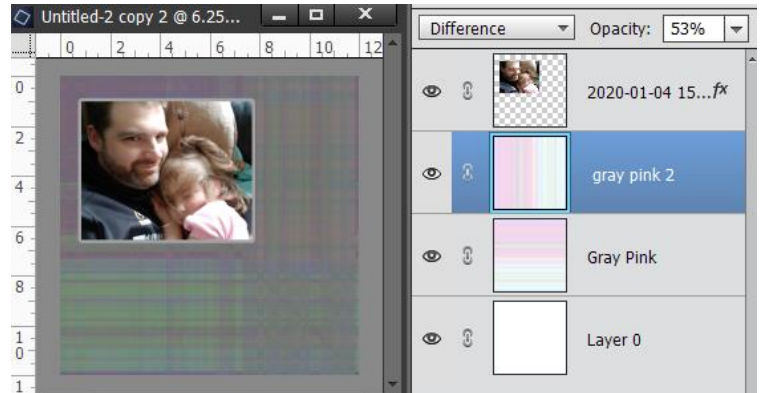 Untitled-2 copy 2 @ 6.25...
0 2 4 6 8 10 12
0
2
4
6
8
1
0
1
Difference Opacity: 53%
2020-01-04 15... fx
gray pink 2
Gray Pink
Layer 0